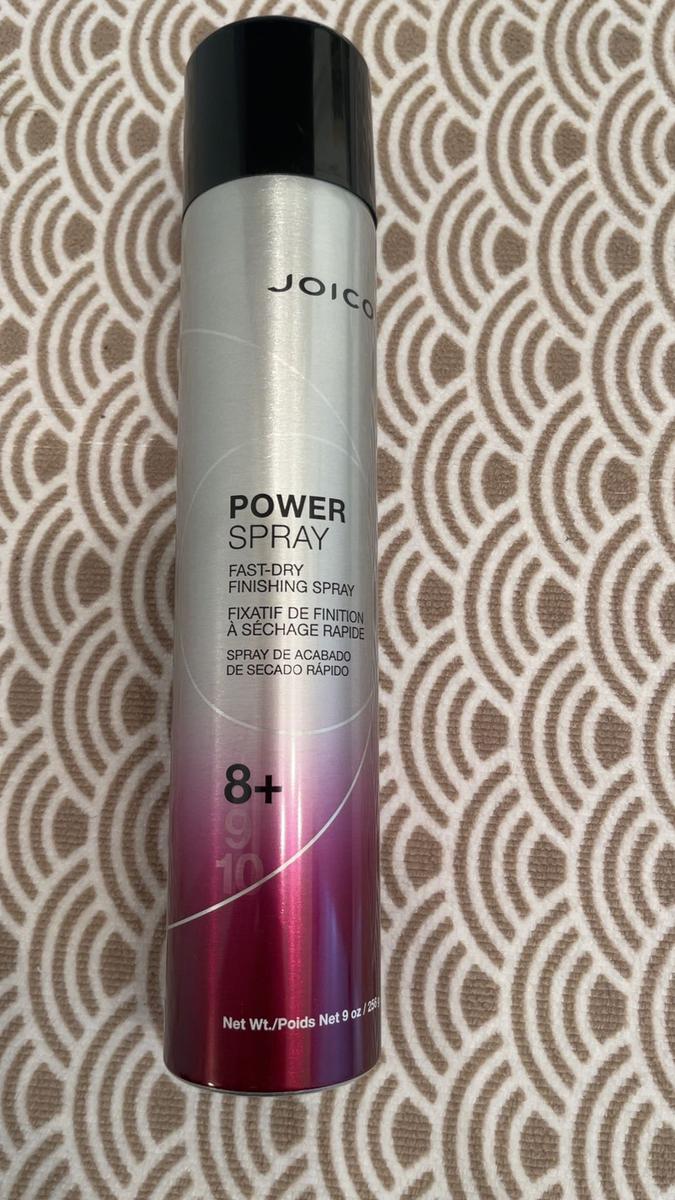 JOICO
POWER
SPRAY
FAST-DRY
FINISHING SPRAY
FIXATIF DE FINITION
À SÉCHAGE RAPIDE
SPRAY DE ACABADO
DE SECADO RÁPIDO
8+
9
10
Net Wt./Poids Net 9 oz /